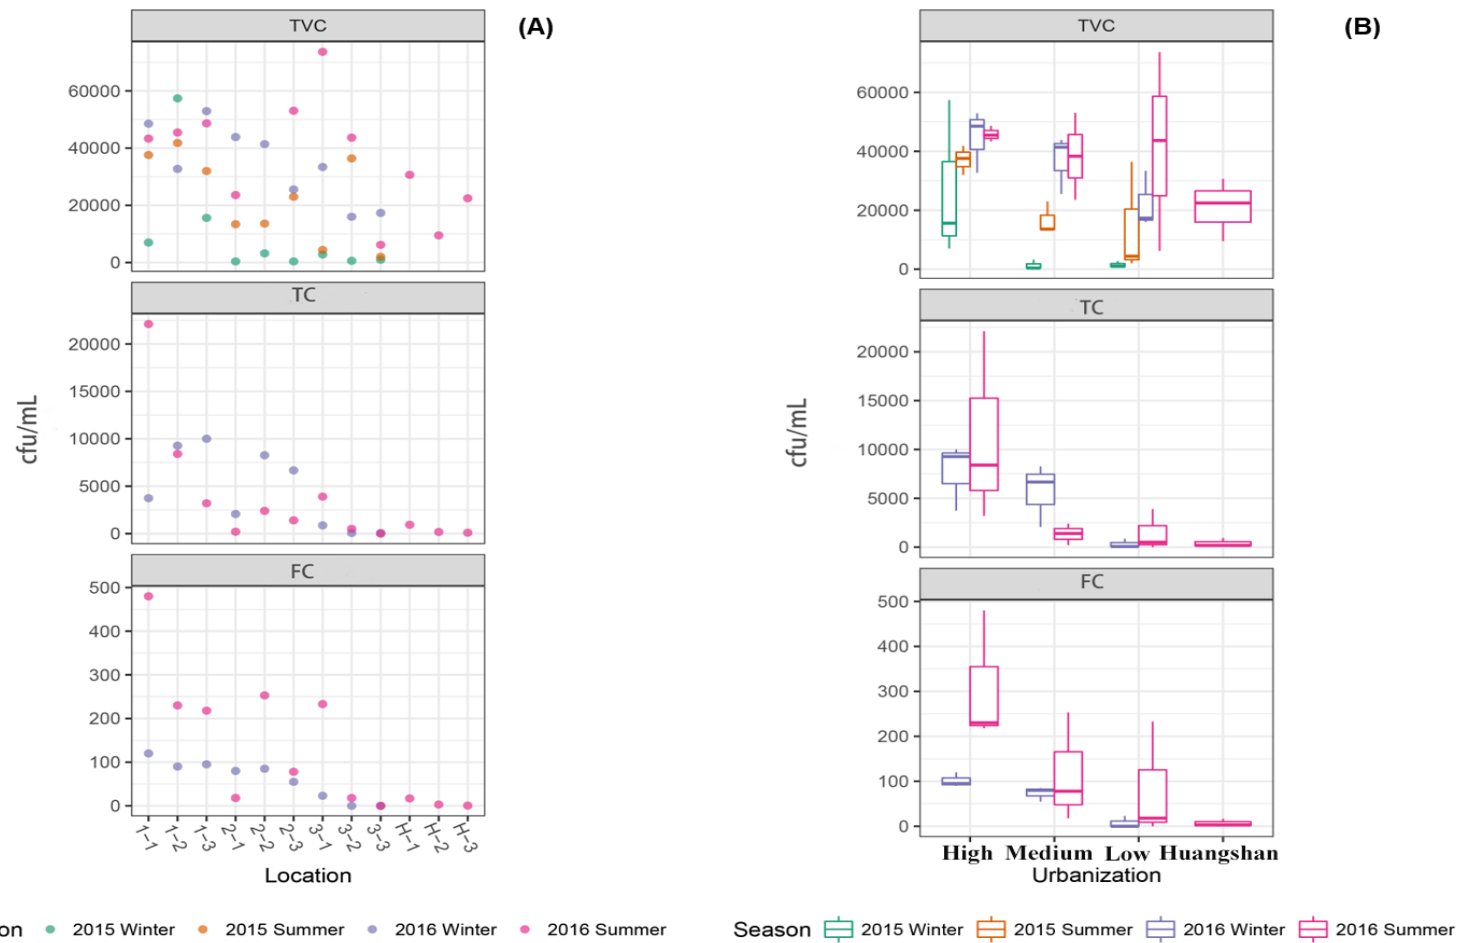 (A)
TVC
60000
40000
20000
0
TC
20000
15000
10000
5000
0
FC
500
400
300
200
100
0
cfu/mL
1-1 1-2 1-3 2-1 2-2 2-3 3-1 3-2 3-3 H-1 H-2 H-3
Location
on 2015 Winter 2015 Summer 2016 Winter 2016 Summer
(B)
TVC
60000
40000
20000
0
TC
20000
15000
10000
5000
0
FC
500
400
300
200
100
0
cfu/mL
High Medium Low Huangshan
Urbanization
Season 2015 Winter 2015 Summer 2016 Winter 2016 Summer